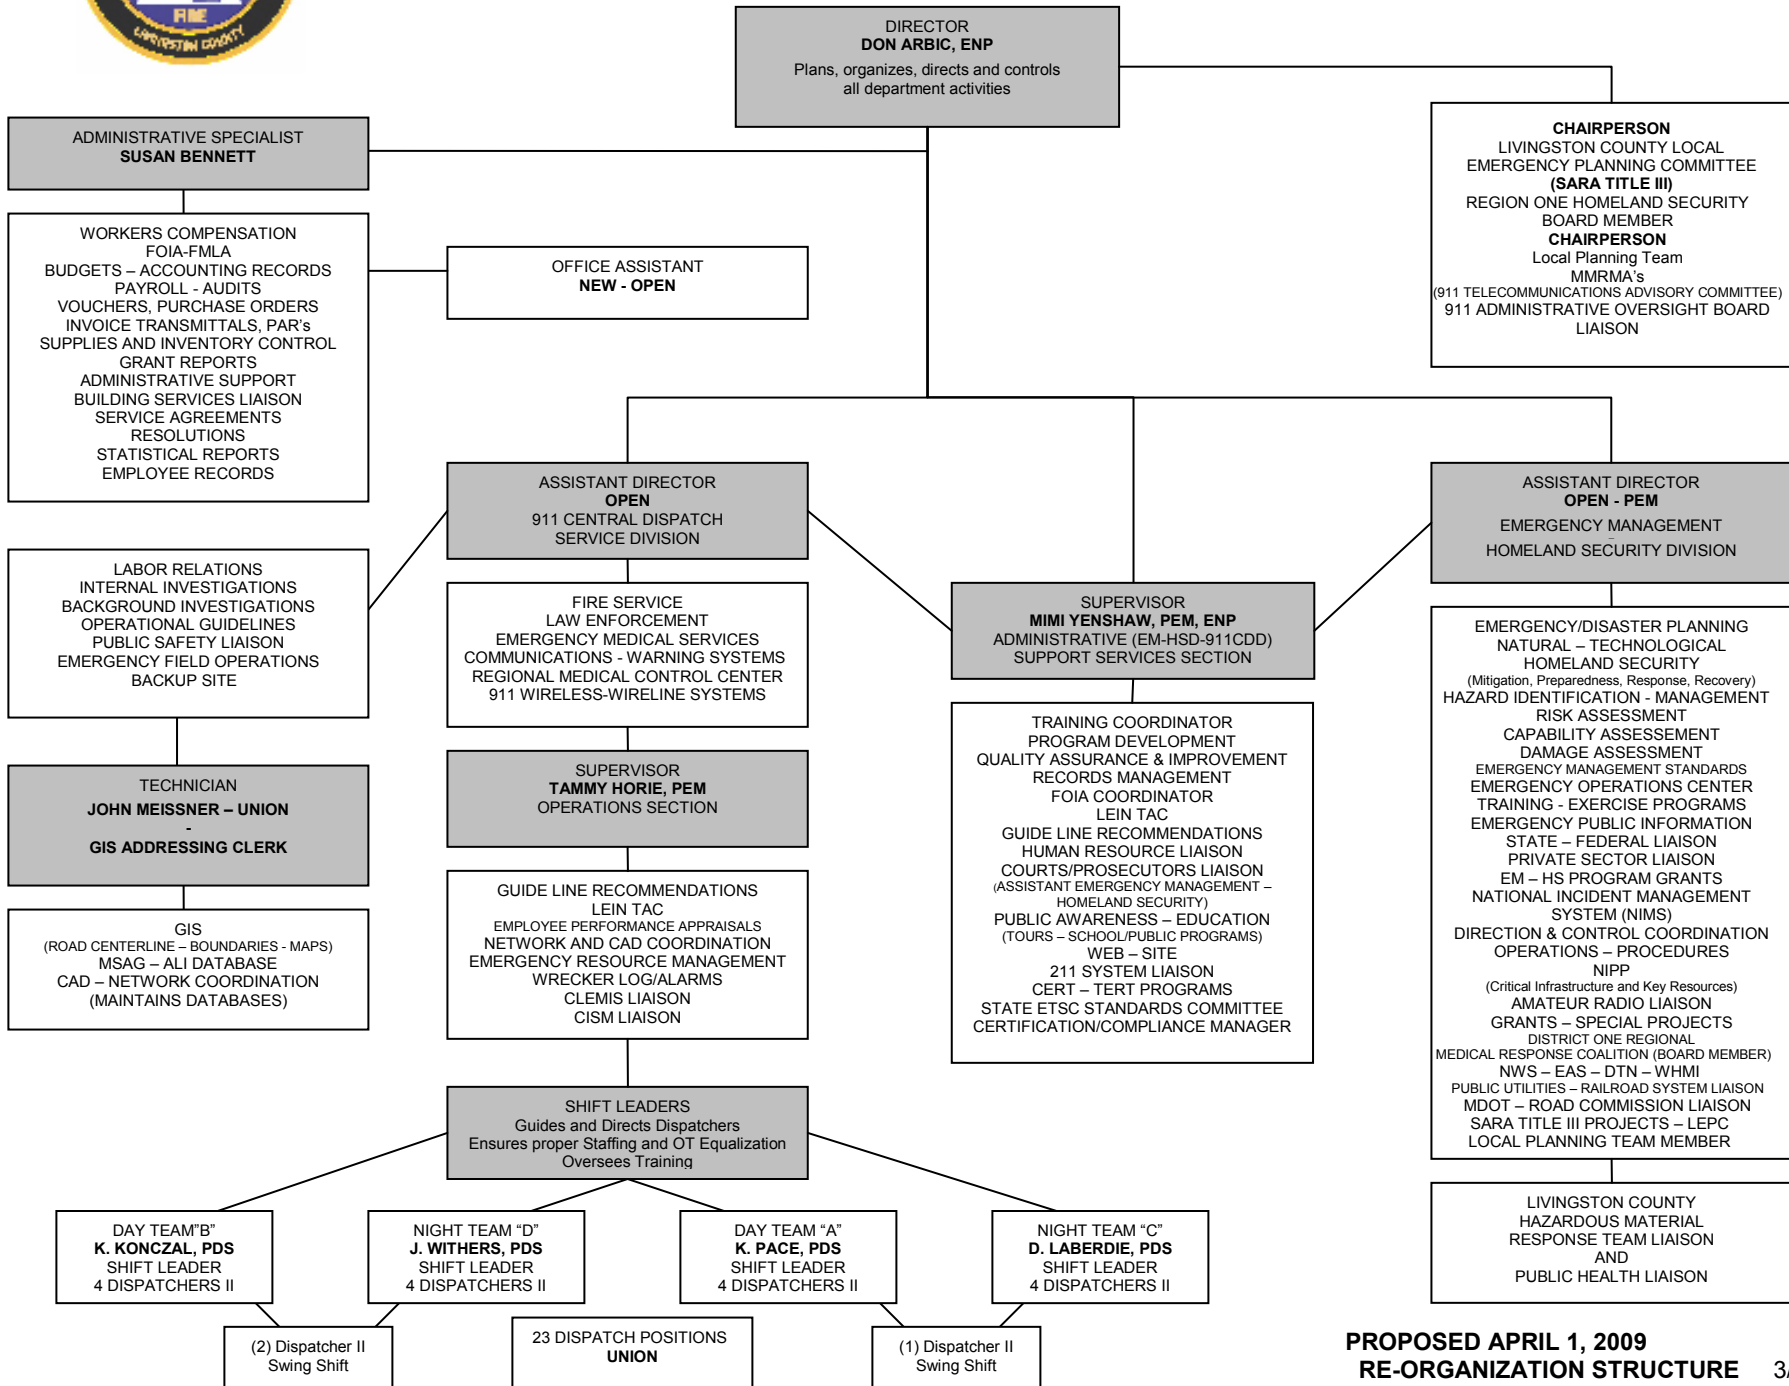 FIRE
LIVINGSTON COUNTY
DIRECTOR
DON ARBIC, ENP
Plans, organizes, directs and controls
all department activities
ADMINISTRATIVE SPECIALIST
SUSAN BENNETT
CHAIRPERSON
LIVINGSTON COUNTY LOCAL
EMERGENCY PLANNING COMMITTEE
(SARA TITLE III)
REGION ONE HOMELAND SECURITY
BOARD MEMBER
CHAIRPERSON
Local Planning Team
MMRMA's
(911 TELECOMMUNICATIONS ADVISORY COMMITTEE)
911 ADMINISTRATIVE OVERSIGHT BOARD
LIAISON
WORKERS COMPENSATION
FOIA-FMLA
BUDGETS – ACCOUNTING RECORDS
PAYROLL - AUDITS
VOUCHERS, PURCHASE ORDERS
INVOICE TRANSMITTALS, PAR's
SUPPLIES AND INVENTORY CONTROL
GRANT REPORTS
ADMINISTRATIVE SUPPORT
BUILDING SERVICES LIAISON
SERVICE AGREEMENTS
RESOLUTIONS
STATISTICAL REPORTS
EMPLOYEE RECORDS
OFFICE ASSISTANT
NEW - OPEN
ASSISTANT DIRECTOR
OPEN
911 CENTRAL DISPATCH
SERVICE DIVISION
ASSISTANT DIRECTOR
OPEN - PEM
EMERGENCY MANAGEMENT
–
HOMELAND SECURITY DIVISION
LABOR RELATIONS
INTERNAL INVESTIGATIONS
BACKGROUND INVESTIGATIONS
OPERATIONAL GUIDELINES
PUBLIC SAFETY LIAISON
EMERGENCY FIELD OPERATIONS
BACKUP SITE
FIRE SERVICE
LAW ENFORCEMENT
EMERGENCY MEDICAL SERVICES
COMMUNICATIONS - WARNING SYSTEMS
REGIONAL MEDICAL CONTROL CENTER
911 WIRELESS-WIRELINE SYSTEMS
SUPERVISOR
MIMI YENSHAW, PEM, ENP
ADMINISTRATIVE (EM-HSD-911CDD)
SUPPORT SERVICES SECTION
EMERGENCY/DISASTER PLANNING
NATURAL – TECHNOLOGICAL
HOMELAND SECURITY
(Mitigation, Preparedness, Response, Recovery)
HAZARD IDENTIFICATION - MANAGEMENT
RISK ASSESSMENT
CAPABILITY ASSESSEMENT
DAMAGE ASSESSMENT
EMERGENCY MANAGEMENT STANDARDS
EMERGENCY OPERATIONS CENTER
TRAINING - EXERCISE PROGRAMS
EMERGENCY PUBLIC INFORMATION
STATE – FEDERAL LIAISON
PRIVATE SECTOR LIAISON
EM – HS PROGRAM GRANTS
NATIONAL INCIDENT MANAGEMENT
SYSTEM (NIMS)
DIRECTION & CONTROL COORDINATION
OPERATIONS – PROCEDURES
NIPP
(Critical Infrastructure and Key Resources)
AMATEUR RADIO LIAISON
GRANTS – SPECIAL PROJECTS
DISTRICT ONE REGIONAL
MEDICAL RESPONSE COALITION (BOARD MEMBER)
NWS – EAS – DTN – WHMI
PUBLIC UTILITIES – RAILROAD SYSTEM LIAISON
MDOT – ROAD COMMISSION LIAISON
SARA TITLE III PROJECTS – LEPC
LOCAL PLANNING TEAM MEMBER
TECHNICIAN
JOHN MEISSNER – UNION
-
GIS ADDRESSING CLERK
SUPERVISOR
TAMMY HORIE, PEM
OPERATIONS SECTION
TRAINING COORDINATOR
PROGRAM DEVELOPMENT
QUALITY ASSURANCE & IMPROVEMENT
RECORDS MANAGEMENT
FOIA COORDINATOR
LEIN TAC
GUIDE LINE RECOMMENDATIONS
HUMAN RESOURCE LIAISON
COURTS/PROSECUTORS LIAISON
(ASSISTANT EMERGENCY MANAGEMENT –
HOMELAND SECURITY)
PUBLIC AWARENESS – EDUCATION
(TOURS – SCHOOL/PUBLIC PROGRAMS)
WEB – SITE
211 SYSTEM LIAISON
CERT – TERT PROGRAMS
STATE ETSC STANDARDS COMMITTEE
CERTIFICATION/COMPLIANCE MANAGER
GIS
(ROAD CENTERLINE – BOUNDARIES - MAPS)
MSAG – ALI DATABASE
CAD – NETWORK COORDINATION
(MAINTAINS DATABASES)
GUIDE LINE RECOMMENDATIONS
LEIN TAC
EMPLOYEE PERFORMANCE APPRAISALS
NETWORK AND CAD COORDINATION
EMERGENCY RESOURCE MANAGEMENT
WRECKER LOG/ALARMS
CLEMIS LIAISON
CISM LIAISON
SHIFT LEADERS
Guides and Directs Dispatchers
Ensures proper Staffing and OT Equalization
Oversees Training
DAY TEAM"B"
K. KONCZAL, PDS
SHIFT LEADER
4 DISPATCHERS II
NIGHT TEAM “D”
J. WITHERS, PDS
SHIFT LEADER
4 DISPATCHERS II
DAY TEAM “A”
K. PACE, PDS
SHIFT LEADER
4 DISPATCHERS II
NIGHT TEAM “C”
D. LABERDIE, PDS
SHIFT LEADER
4 DISPATCHERS II
LIVINGSTON COUNTY
HAZARDOUS MATERIAL
RESPONSE TEAM LIAISON
AND
PUBLIC HEALTH LIAISON
(2) Dispatcher II
Swing Shift
23 DISPATCH POSITIONS
UNION
(1) Dispatcher II
Swing Shift
PROPOSED APRIL 1, 2009
RE-ORGANIZATION STRUCTURE 3/